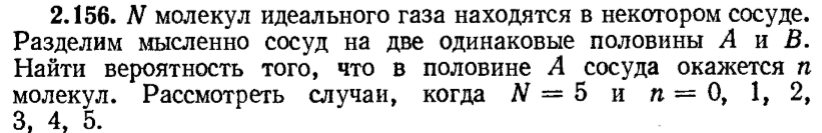 2.156. N молекул идеального газа находятся в некотором сосуде.
Разделим мысленно сосуд на две одинаковые половины A и B.
Найти вероятность того, что в половине A сосуда окажется n
молекул. Рассмотреть случаи, когда N = 5 и n = 0, 1, 2,
3, 4, 5.